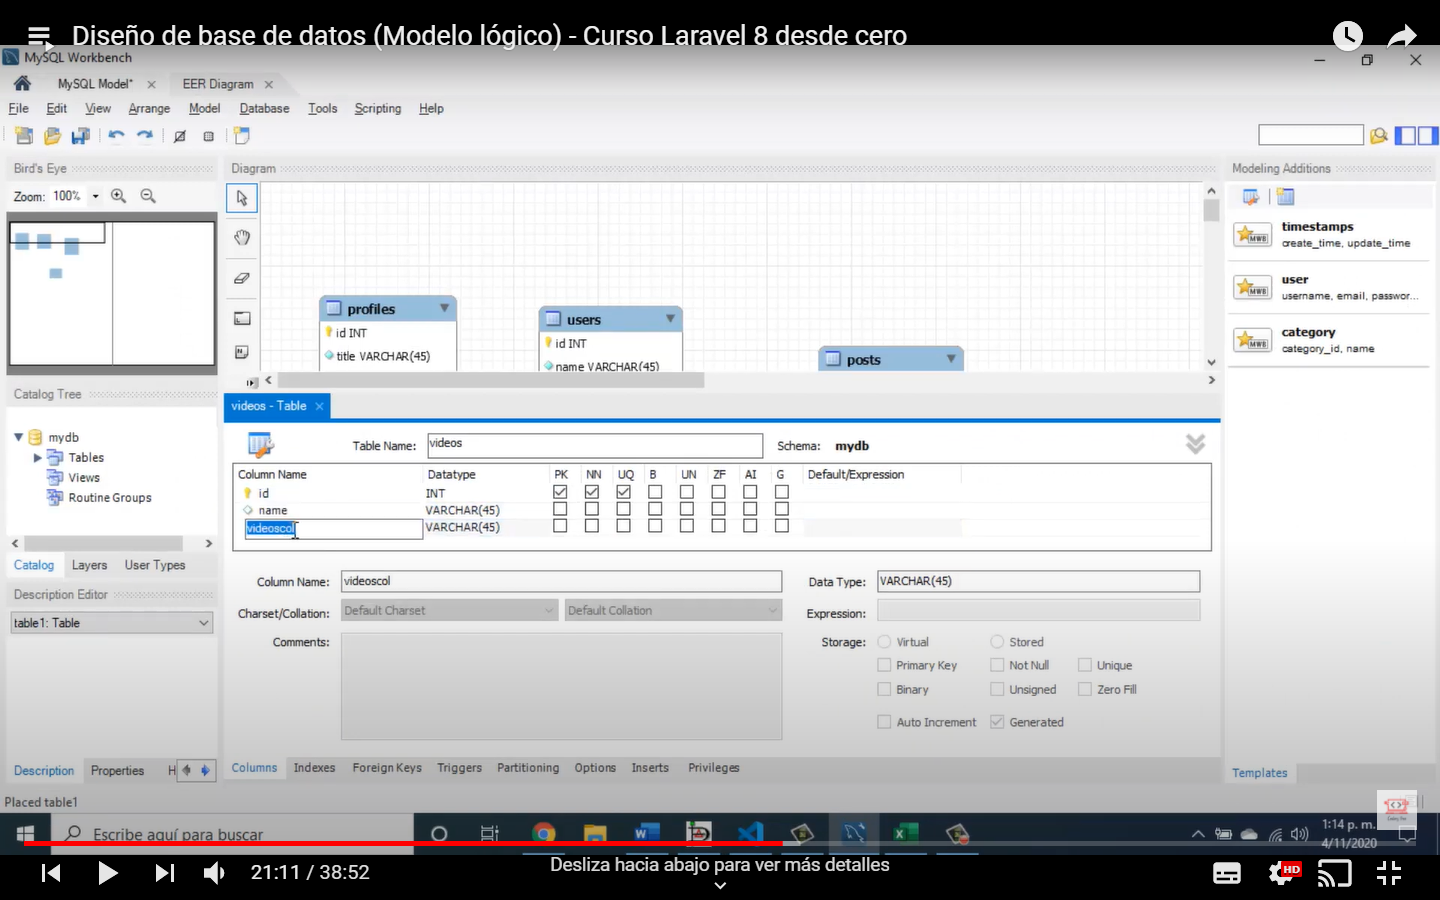 Diseño de base de datos (Modelo lógico) - Curso Laravel 8 desde cero
MySQL Workbench
MySQL Model*
EER Diagram
File Edit View Arrange Model Database Tools Scripting Help
Bird's Eye
Zoom: 100%
Diagram
profiles
id INT
title VARCHAR(45)
users
id INT
name VARCHAR(45)
posts
Modeling Additions
timestamps
create_time, update_time
user
username, email, passwor...
category
category_id, name
Catalog Tree
mydb
Tables
Views
Routine Groups
Catalog Layers User Types
Description Editor
table1: Table
Description Properties H
videos - Table
Table Name: videos Schema: mydb
Column Name Datatype PK NN UQ B UN ZF AI G Default/Expression
id INT
name VARCHAR(45)
videoscol VARCHAR(45)
Column Name: videoscol Data Type: VARCHAR(45)
Charset/Collation: Default Charset Default Collation Expression:
Comments: Storage: Virtual Stored
Primary Key Not Null Unique
Binary Unsigned Zero Fill
Auto Increment Generated
Columns Indexes Foreign Keys Triggers Partitioning Options Inserts Privileges
Templates
Placed table1
Escribe aquí para buscar
1:14 p. m.
4/11/2020
21:11 / 38:52
Desliza hacia abajo para ver más detalles
HD